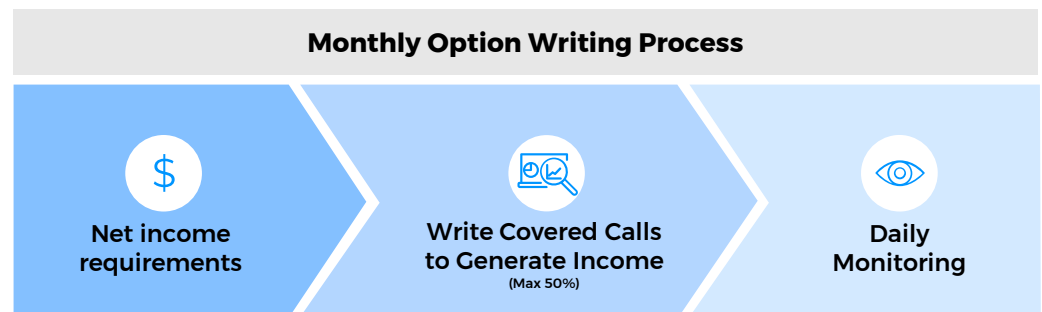 Monthly Option Writing Process
$
Net income
requirements
Write Covered Calls
to Generate Income
(Max 50%)
Daily
Monitoring